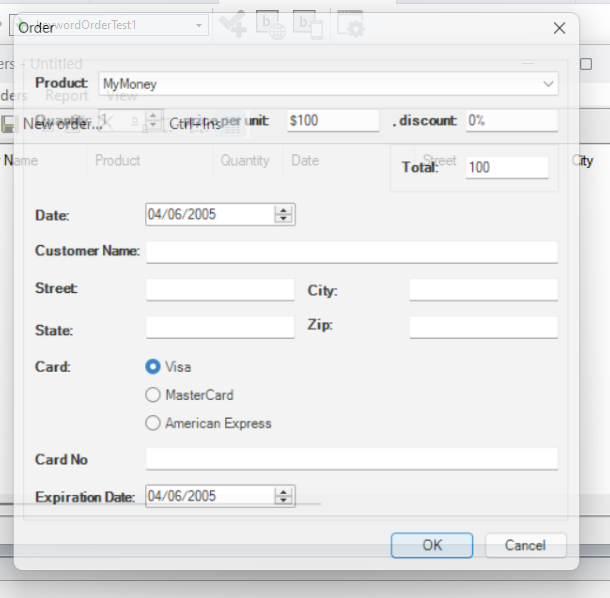 Order
KeywordOrderTest1
ers - Untitled
ders Report View
Product: MyMoney
Quantity: 1 price per unit: $100 , discount: 0%
New order... Ctrl+Ins
Name Product Quantity Date Street City
Total: 100
Date: 04/06/2005
Customer Name:
Street: City:
State: Zip:
Card: Visa
MasterCard
American Express
Card No
Expiration Date: 04/06/2005
OK Cancel